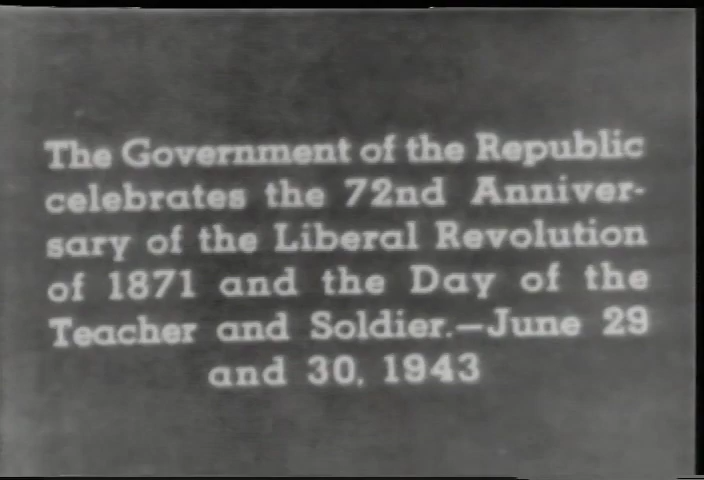 The Government of the Republic
celebrates the 72nd Anniver-
sary of the Liberal Revolution
of 1871 and the Day of the
Teacher and Soldier.—June 29
and 30, 1943